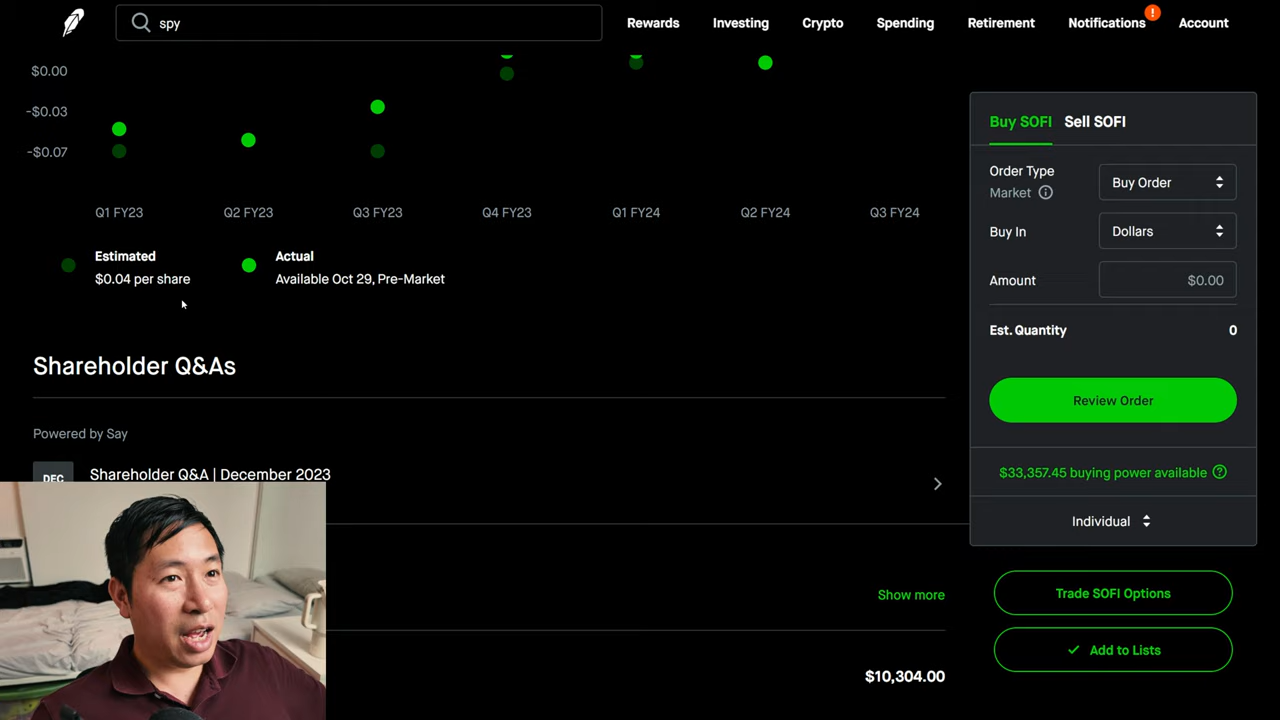 spy
Rewards
Investing
Crypto
Spending
Retirement
Notifications
!
Account
$0.00
-$0.03
-$0.07
Q1 FY23
Q2 FY23
Q3 FY23
Q4 FY23
Q1 FY24
Q2 FY24
Q3 FY24
Estimated
$0.04 per share
Actual
Available Oct 29, Pre-Market
Shareholder Q&As
Powered by Say
DEC
Shareholder Q&A | December 2023
Show more
$10,304.00
Buy SOFI
Sell SOFI
Order Type
Market
Buy Order
Buy In
Dollars
Amount
$0.00
Est. Quantity
0
Review Order
$33,357.45 buying power available
Individual
Trade SOFI Options
Add to Lists